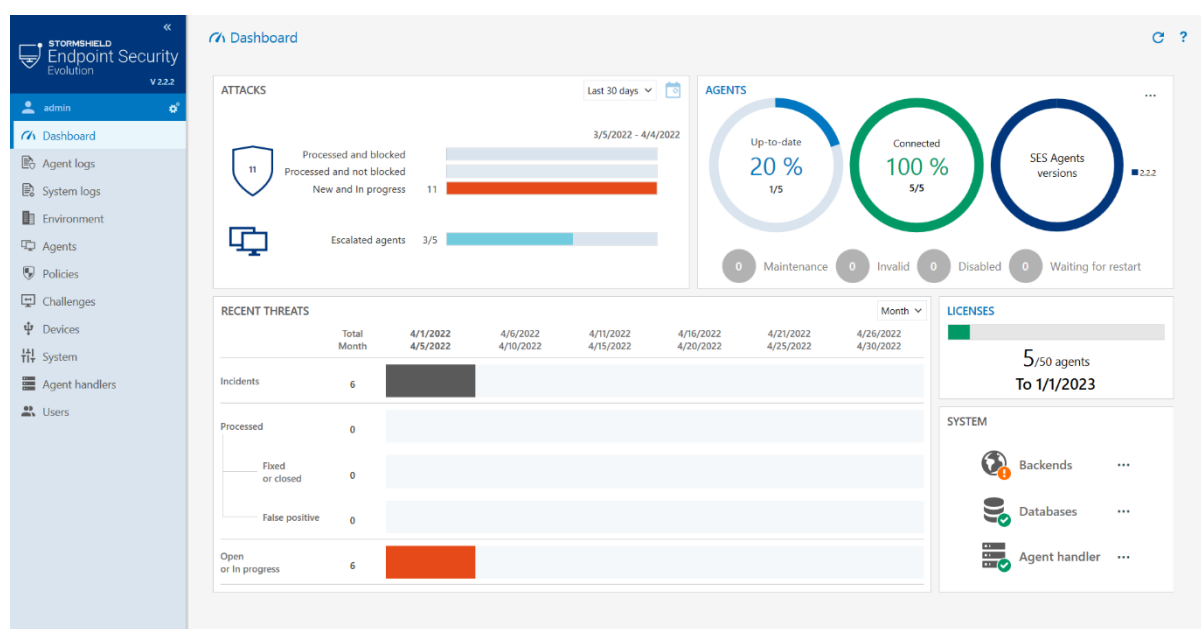 «
STORMSHIELD
Endpoint Security
Evolution
V 2.2.2
admin
Dashboard
Agent logs
System logs
Environment
Agents
Policies
Challenges
Devices
System
Agent handlers
Users
Dashboard
?
ATTACKS
Last 30 days
3/5/2022 - 4/4/2022
11
Processed and blocked
Processed and not blocked
New and In progress 11
Escalated agents 3/5
AGENTS
...
Up-to-date
20 %
1/5
Connected
100 %
5/5
SES Agents
versions
2.2.2
0 Maintenance 0 Invalid 0 Disabled 0 Waiting for restart
RECENT THREATS
Month
Total
Month
4/1/2022
4/5/2022
4/6/2022
4/10/2022
4/11/2022
4/15/2022
4/16/2022
4/20/2022
4/21/2022
4/25/2022
4/26/2022
4/30/2022
Incidents 6
Processed 0
Fixed
or closed 0
False positive 0
Open
or In progress 6
LICENSES
5/50 agents
To 1/1/2023
SYSTEM
Backends ...
Databases ...
Agent handler ...